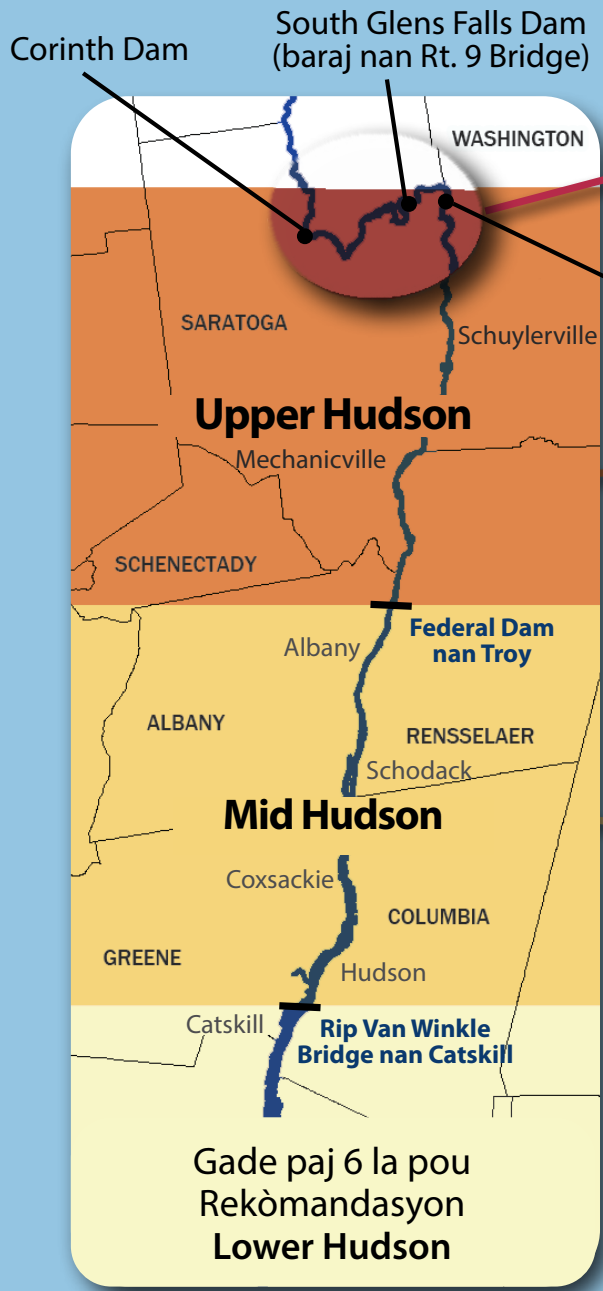 Corinth Dam
South Glens Falls Dam
(baraj nan Rt. 9 Bridge)
WASHINGTON
SARATOGA
Schuylerville
Upper Hudson
Mechanicville
SCHENECTADY
Federal Dam
nan Troy
Albany
ALBANY
RENSSELAER
Schodack
Mid Hudson
Coxsackie
COLUMBIA
GREENE
Hudson
Catskill
Rip Van Winkle
Bridge nan Catskill
Gade paj 6 la pou
Rekòmandasyon
Lower Hudson